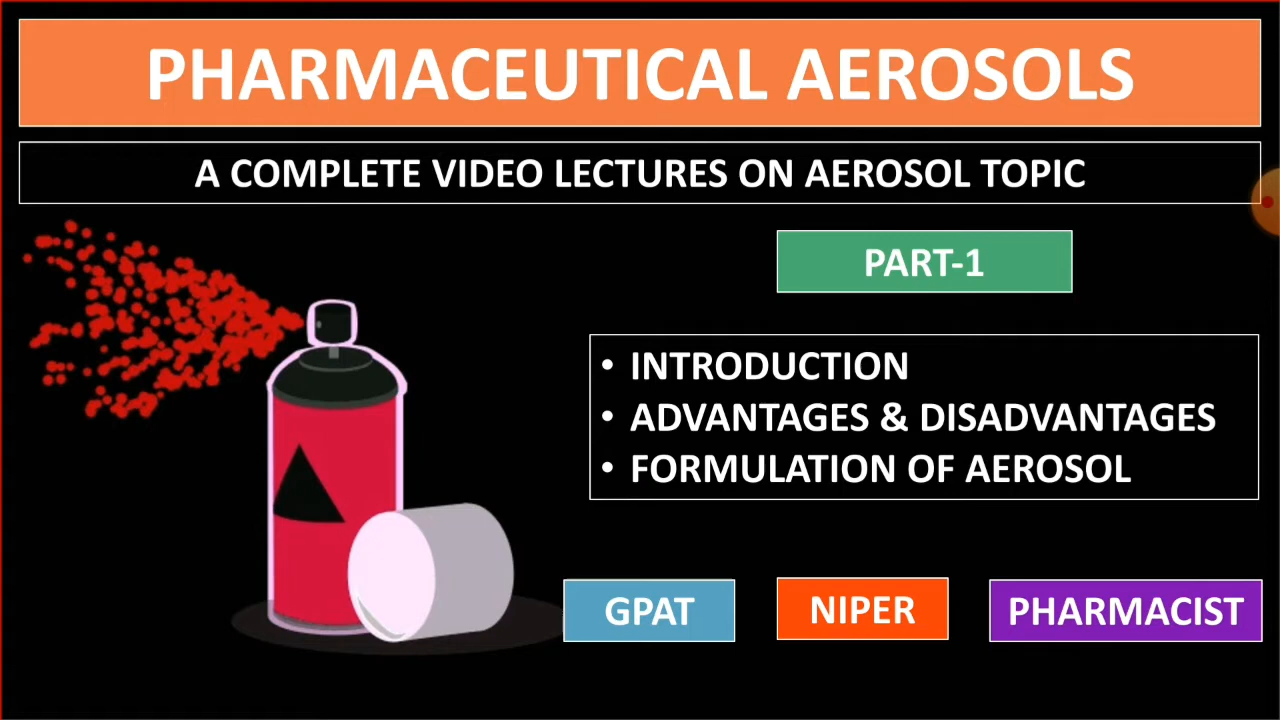 PHARMACEUTICAL AEROSOLS
A COMPLETE VIDEO LECTURES ON AEROSOL TOPIC
PART-1
• INTRODUCTION
• ADVANTAGES & DISADVANTAGES
• FORMULATION OF AEROSOL
GPAT
NIPER
PHARMACIST